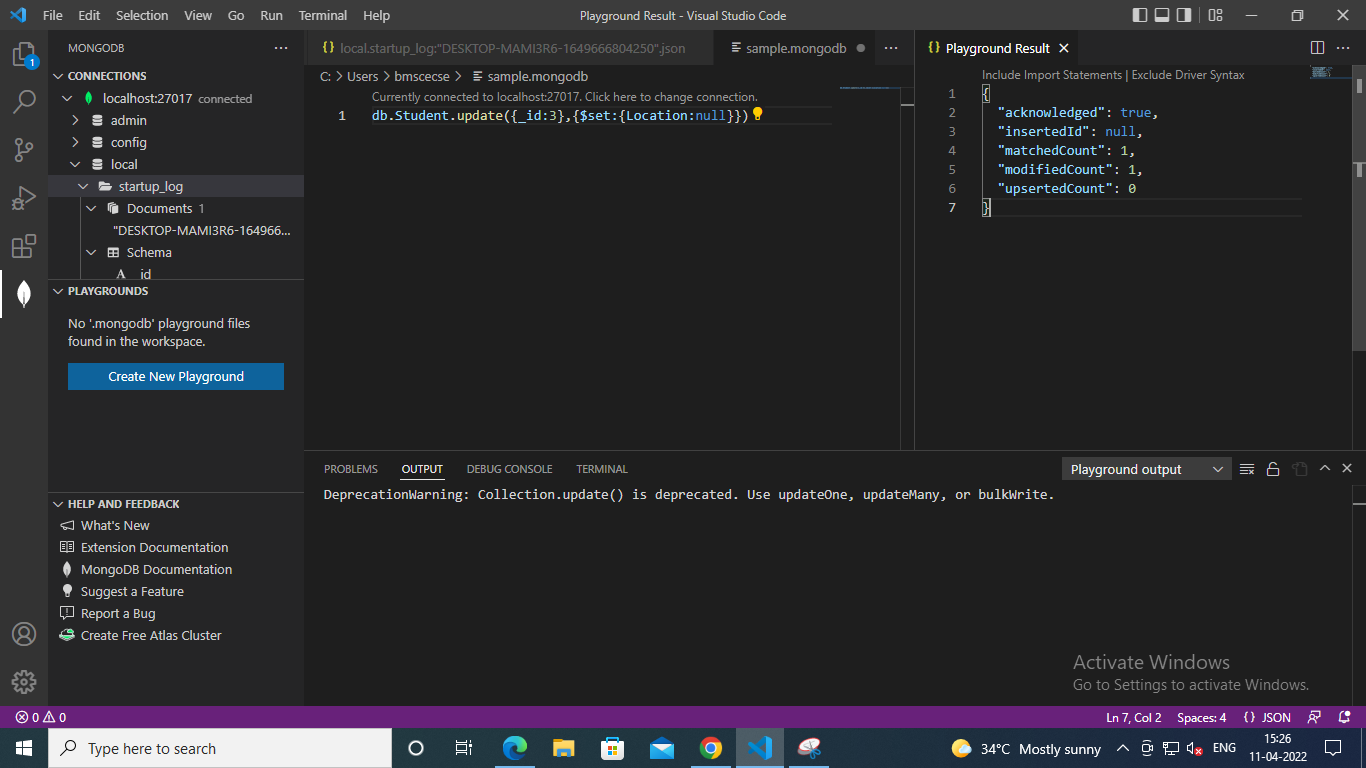 File Edit Selection View Go Run Terminal Help
Playground Result - Visual Studio Code
1
MONGODB
CONNECTIONS
localhost:27017 connected
admin
config
local
startup_log
Documents 1
"DESKTOP-MAMI3R6-164966...
Schema
A id
PLAYGROUNDS
No '.mongodb' playground files
found in the workspace.
Create New Playground
HELP AND FEEDBACK
What's New
Extension Documentation
MongoDB Documentation
Suggest a Feature
Report a Bug
Create Free Atlas Cluster
{} local.startup_log:"DESKTOP-MAMI3R6-1649666804250".json
sample.mongodb
C: > Users > bmscecse > sample.mongodb
Currently connected to localhost:27017. Click here to change connection.
1 db.Student.update({_id:3},{$set:{Location:null}})
{} Playground Result
Include Import Statements | Exclude Driver Syntax
1 {
2 "acknowledged": true,
3 "insertedId": null,
4 "matchedCount": 1,
5 "modifiedCount": 1,
6 "upsertedCount": 0
7 }
PROBLEMS OUTPUT DEBUG CONSOLE TERMINAL
Playground output
DeprecationWarning: Collection.update() is deprecated. Use updateOne, updateMany, or bulkWrite.
Activate Windows
Go to Settings to activate Windows.
0 0
Ln 7, Col 2 Spaces: 4 {} JSON
Type here to search
34°C Mostly sunny
ENG
15:26
11-04-2022